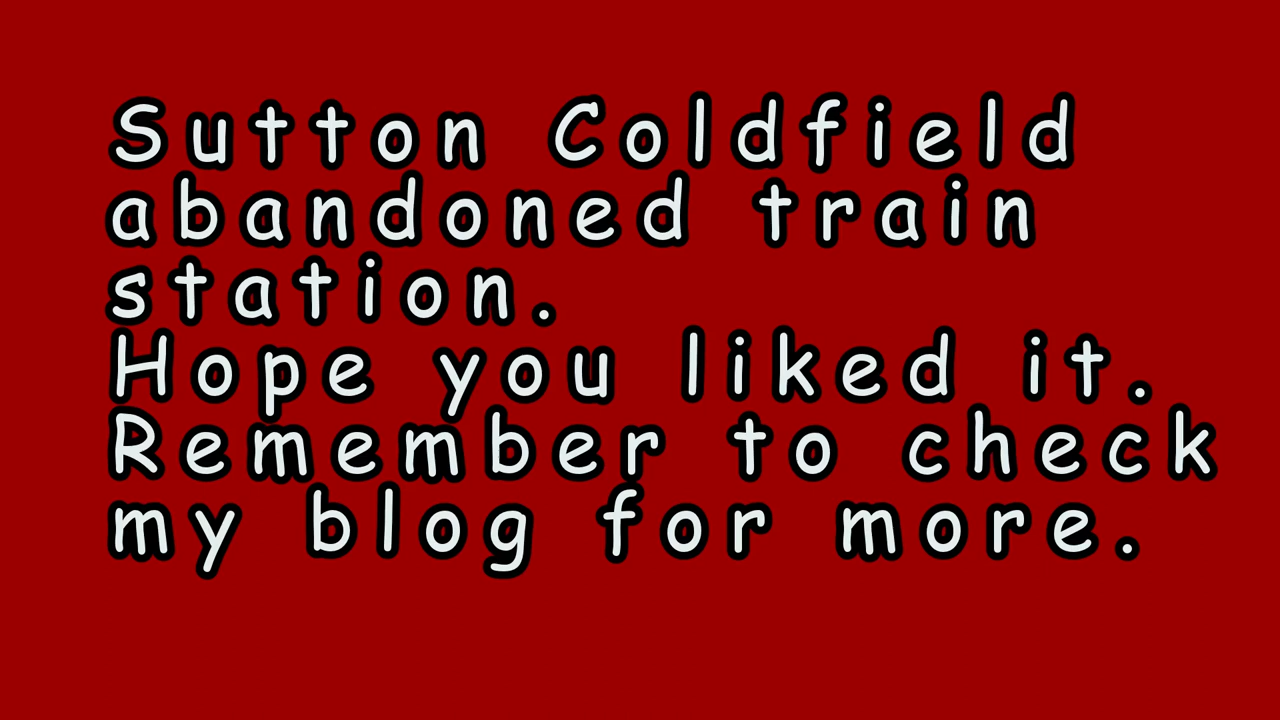 Sutton Coldfield
abandoned train
station.
Hope you liked it.
Remember to check
my blog for more.